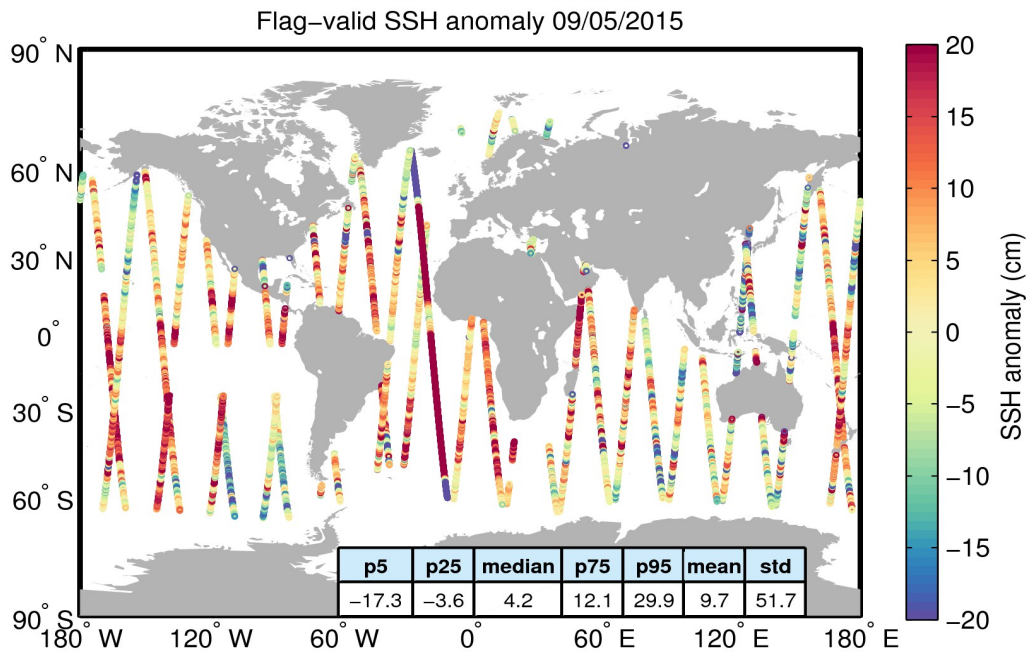 Flag−valid SSH anomaly 09/05/2015
90° N
60° N
30° N
0°
30° S
60° S
90° S
180° W 120° W 60° W 0° 60° E 120° E 180° E
p5 p25 median p75 p95 mean std
−17.3 −3.6 4.2 12.1 29.9 9.7 51.7
20
15
10
5
0
−5
−10
−15
−20
SSH anomaly (cm)